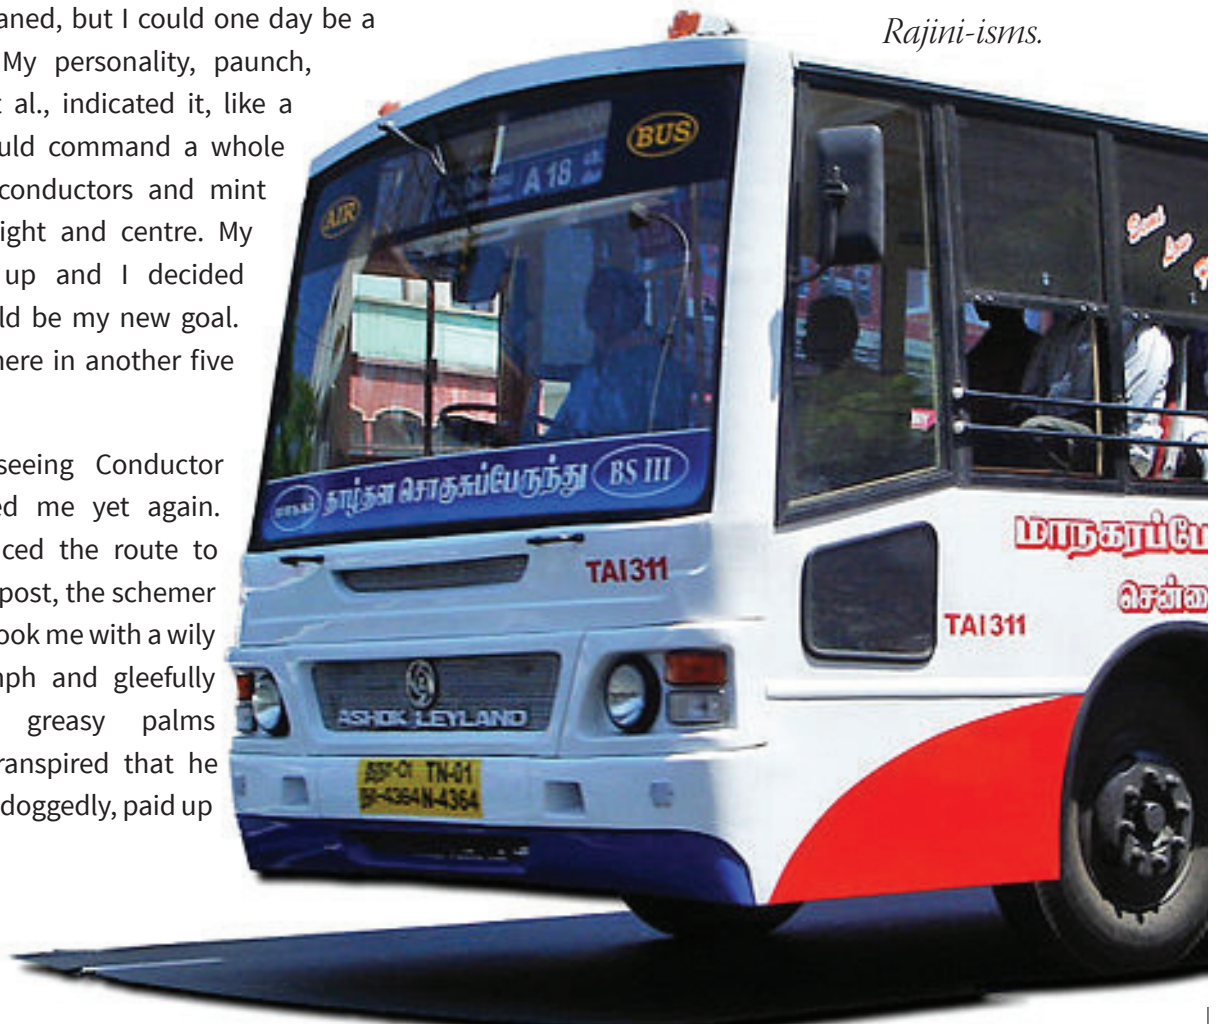 aned, but I could one day be a
My personality, paunch,
t al., indicated it, like a
uld command a whole
conductors and mint
ight and centre. My
up and I decided
ld be my new goal.
here in another five
seeing Conductor
ed me yet again.
ced the route to
post, the schemer
ook me with a wily
mph and gleefully
greasy palms
ranspired that he
doggedly, paid up
Rajini-isms.
BUS
A18
AIR
மாநகர் தாழ்தள சொகுசுப்பேருந்து BS III
TAI311
ASHOK LEYLAND
TN-01
N-4364
மாநகரப்பே
சென்னை
TAI311